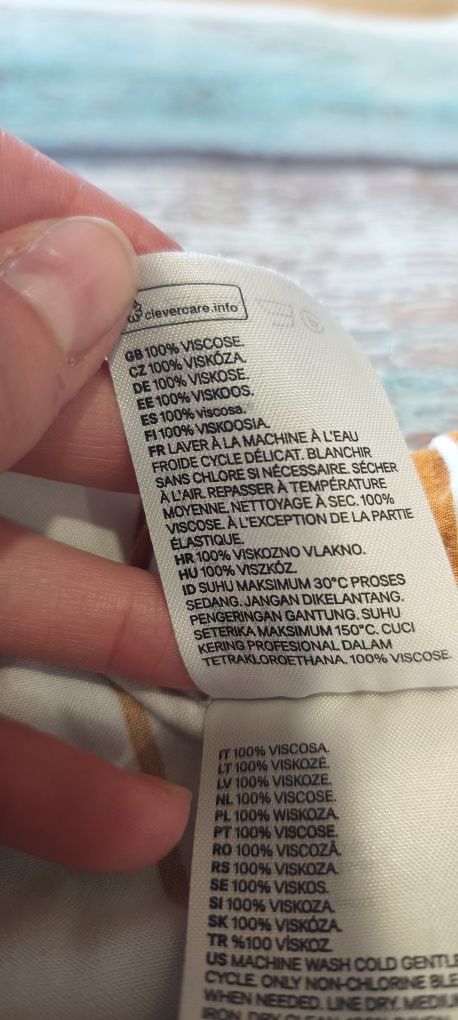 clevercare.info
GB 100% VISCOSE.
CZ 100% VISKÓZA.
DE 100% VISKOSE.
EE 100% VISKOOS.
ES 100% viscosa.
FI 100% VISKOOSIA.
FR LAVER À LA MACHINE À L'EAU
FROIDE CYCLE DÉLICAT. BLANCHIR
SANS CHLORE SI NÉCESSAIRE. SÉCHER
À L'AIR. REPASSER À TEMPÉRATURE
MOYENNE. NETTOYAGE À SEC. 100%
VISCOSE. À L'EXCEPTION DE LA PARTIE
ÉLASTIQUE.
HR 100% VISKOZNO VLAKNO.
HU 100% VISZKÓZ.
ID SUHU MAKSIMUM 30°C PROSES
SEDANG. JANGAN DIKELANTANG.
PENGERINGAN GANTUNG. SUHU
SETERIKA MAKSIMUM 150°C. CUCI
KERING PROFESIONAL DALAM
TETRAKLOROETHANA. 100% VISCOSE.
IT 100% VISCOSA.
LT 100% VISKOZĖ.
LV 100% VISKOZE.
NL 100% VISCOSE.
PL 100% WISKOZA.
PT 100% VISCOSE.
RO 100% VISCOZĂ.
RS 100% VISKOZA.
SE 100% VISKOS.
SI 100% VISKOZA.
SK 100% VISKÓZA.
TR %100 VİSKOZ.
US MACHINE WASH COLD GENTLE
CYCLE. ONLY NON-CHLORINE BLE
WHEN NEEDED. LINE DRY. MEDIU
IRON. DRY CLEAN